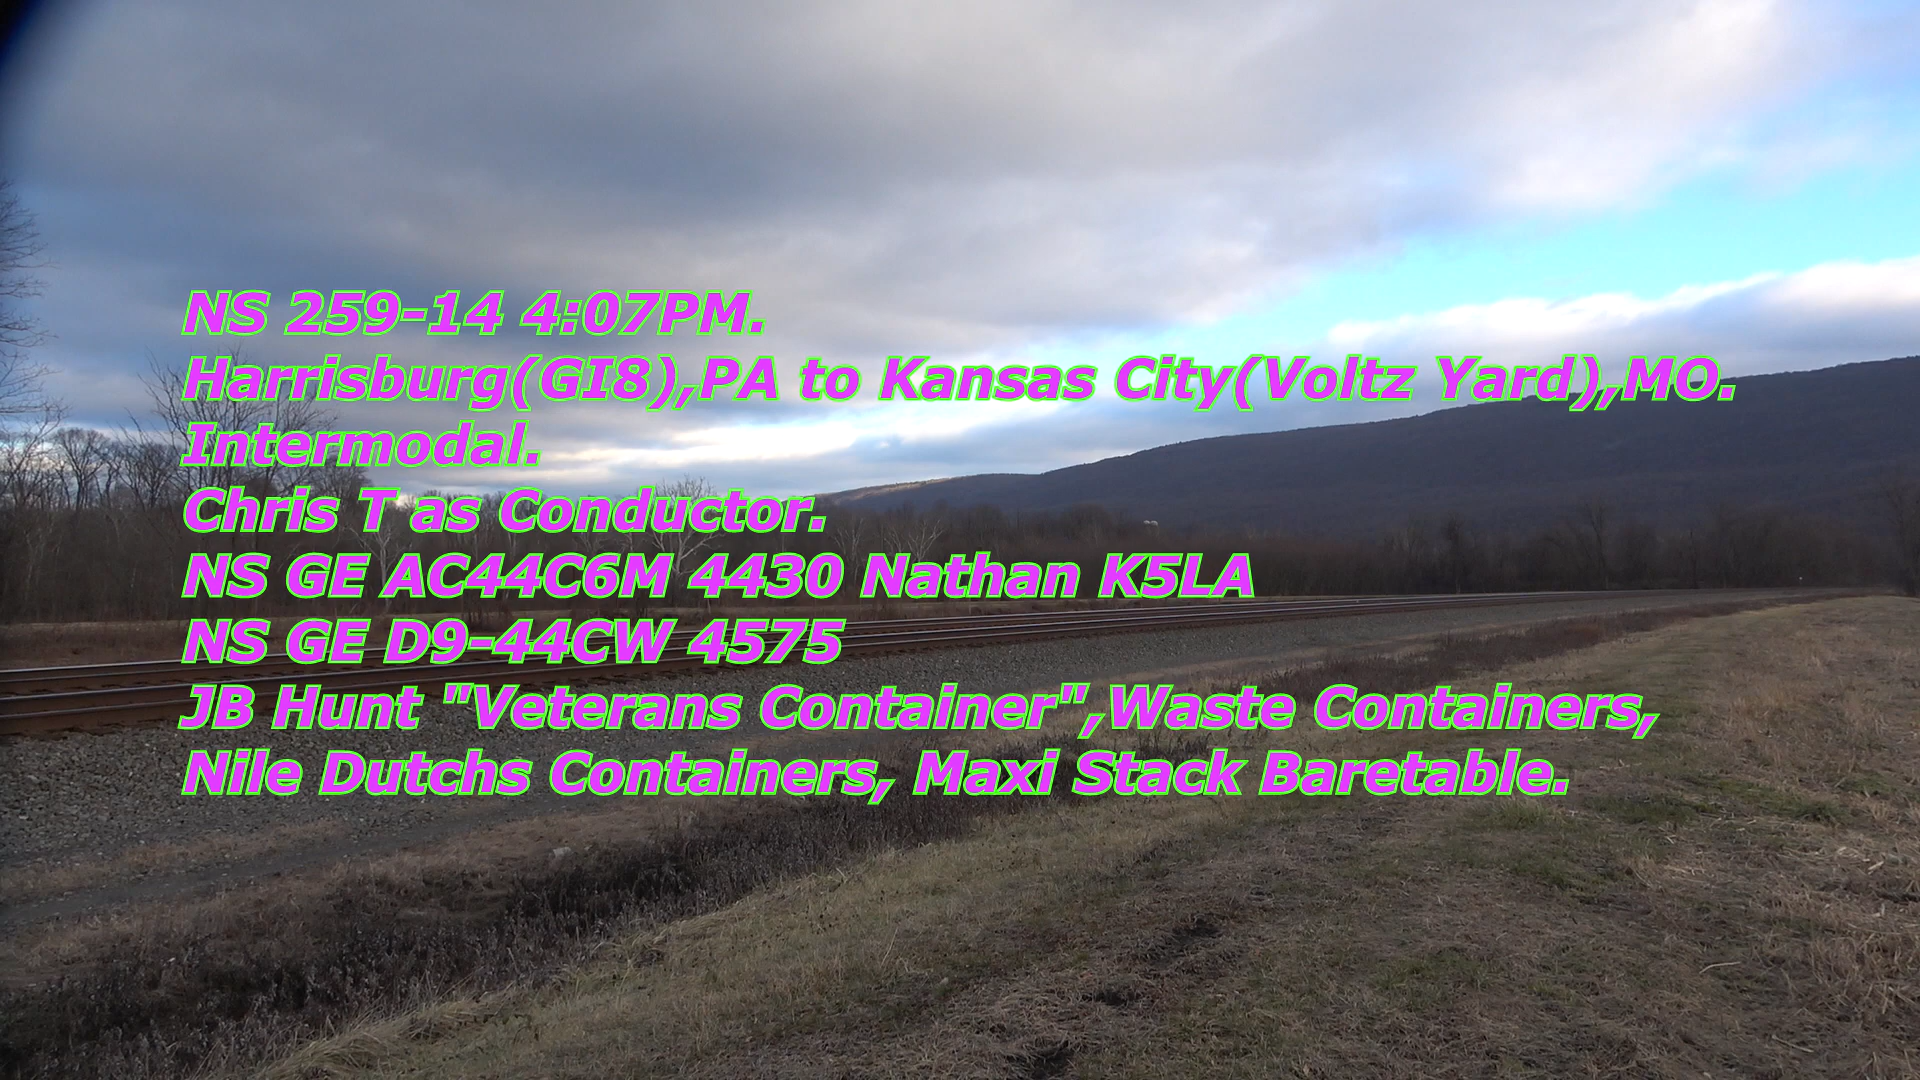 NS 259-14 4:07PM.
Harrisburg(GI8),PA to Kansas City(Voltz Yard),MO.
Intermodal.
Chris T as Conductor.
NS GE AC44C6M 4430 Nathan K5LA
NS GE D9-44CW 4575
JB Hunt "Veterans Container",Waste Containers,
Nile Dutchs Containers, Maxi Stack Baretable.